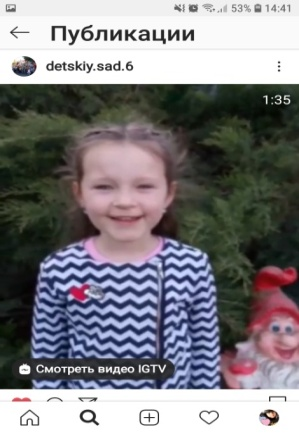 53% 14:41
Публикации
detskiy.sad.6
1:35
Смотреть видео IGTV